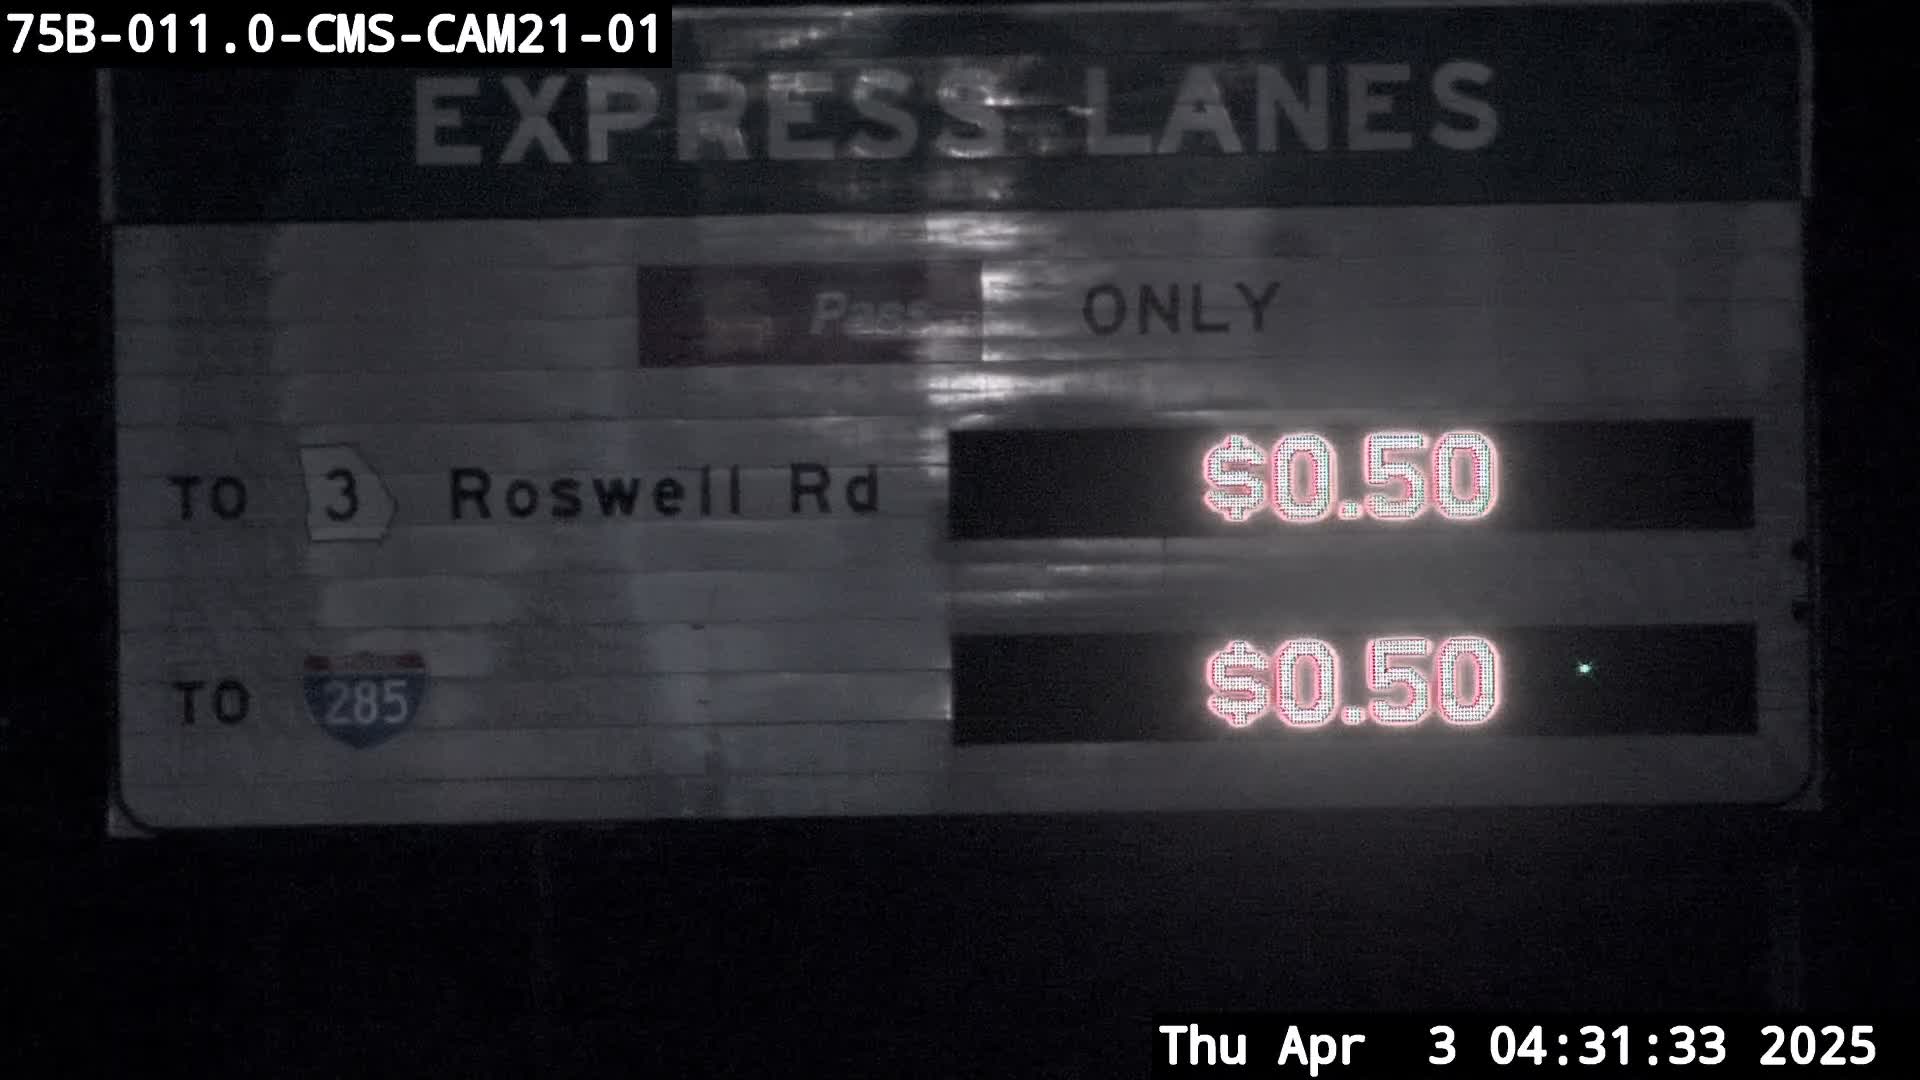 75B-011.0-CMS-CAM21-01
EXPRESS LANES
Pass ONLY
TO 3 Roswell Rd $0.50
TO 285 $0.50
Thu Apr 3 04:31:33 2025